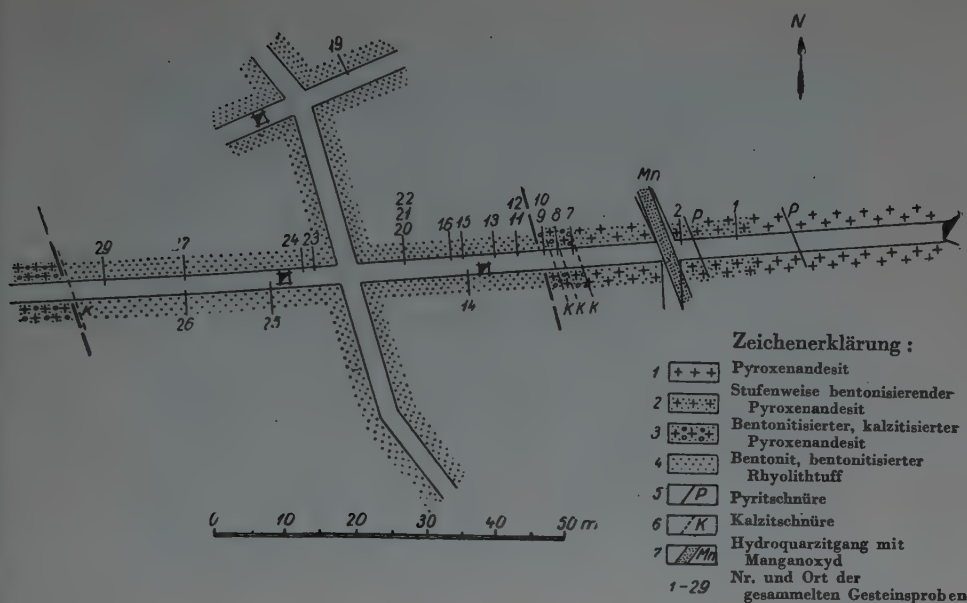 N
19
Mn
22
21
20
16 15
13
12
11
10
9 8 7
2
P
1
P
29
17
24 23
K
26
25
14
K K K
Zeichenerklärung :
1 + + + Pyroxenandesit
2 Stufenweise bentonisierender
Pyroxenandesit
3 Bentonitisierter, kalzitisierter
Pyroxenandesit
4 Bentonit, bentonitisierter
Rhyolithtuff
5 P Pyritschnüre
6 K Kalzitschnüre
7 Mn Hydroquarzitgang mit
Manganoxyd
1-29 Nr. und Ort der
gesammelten Gesteinsproben
0 10 20 30 40 50 m